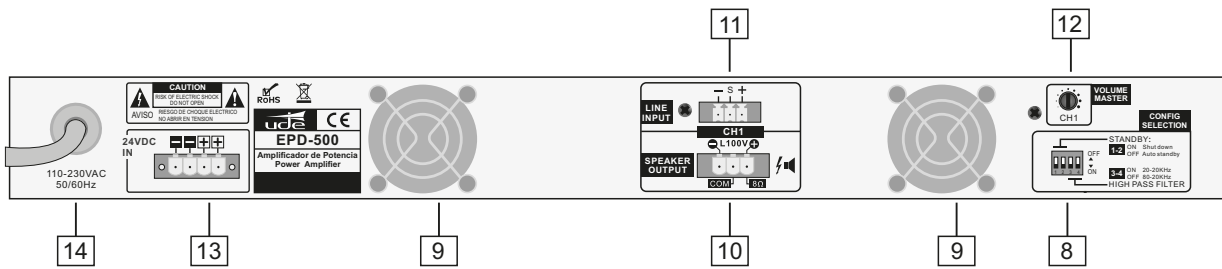 11
12
CAUTION
RISK OF ELECTRIC SHOCK
DO NOT OPEN
AVISO
RIESGO DE CHOQUE ELECTRICO
NO ABRIR EN TENSION
RoHS
ude
CE
EPD-500
Amplificador de Potencia
Power Amplifier
24VDC
IN
110-230VAC
50/60Hz
− S +
LINE
INPUT
CH1
L100V
SPEAKER
OUTPUT
COM
8Ω
VOLUME
MASTER
CH1
CONFIG
SELECTION
STANDBY:
1-2 ON Shut down
OFF Auto standby
OFF
ON
3-4 ON 20-20KHz
OFF 80-20KHz
HIGH PASS FILTER
14
13
9
10
9
8